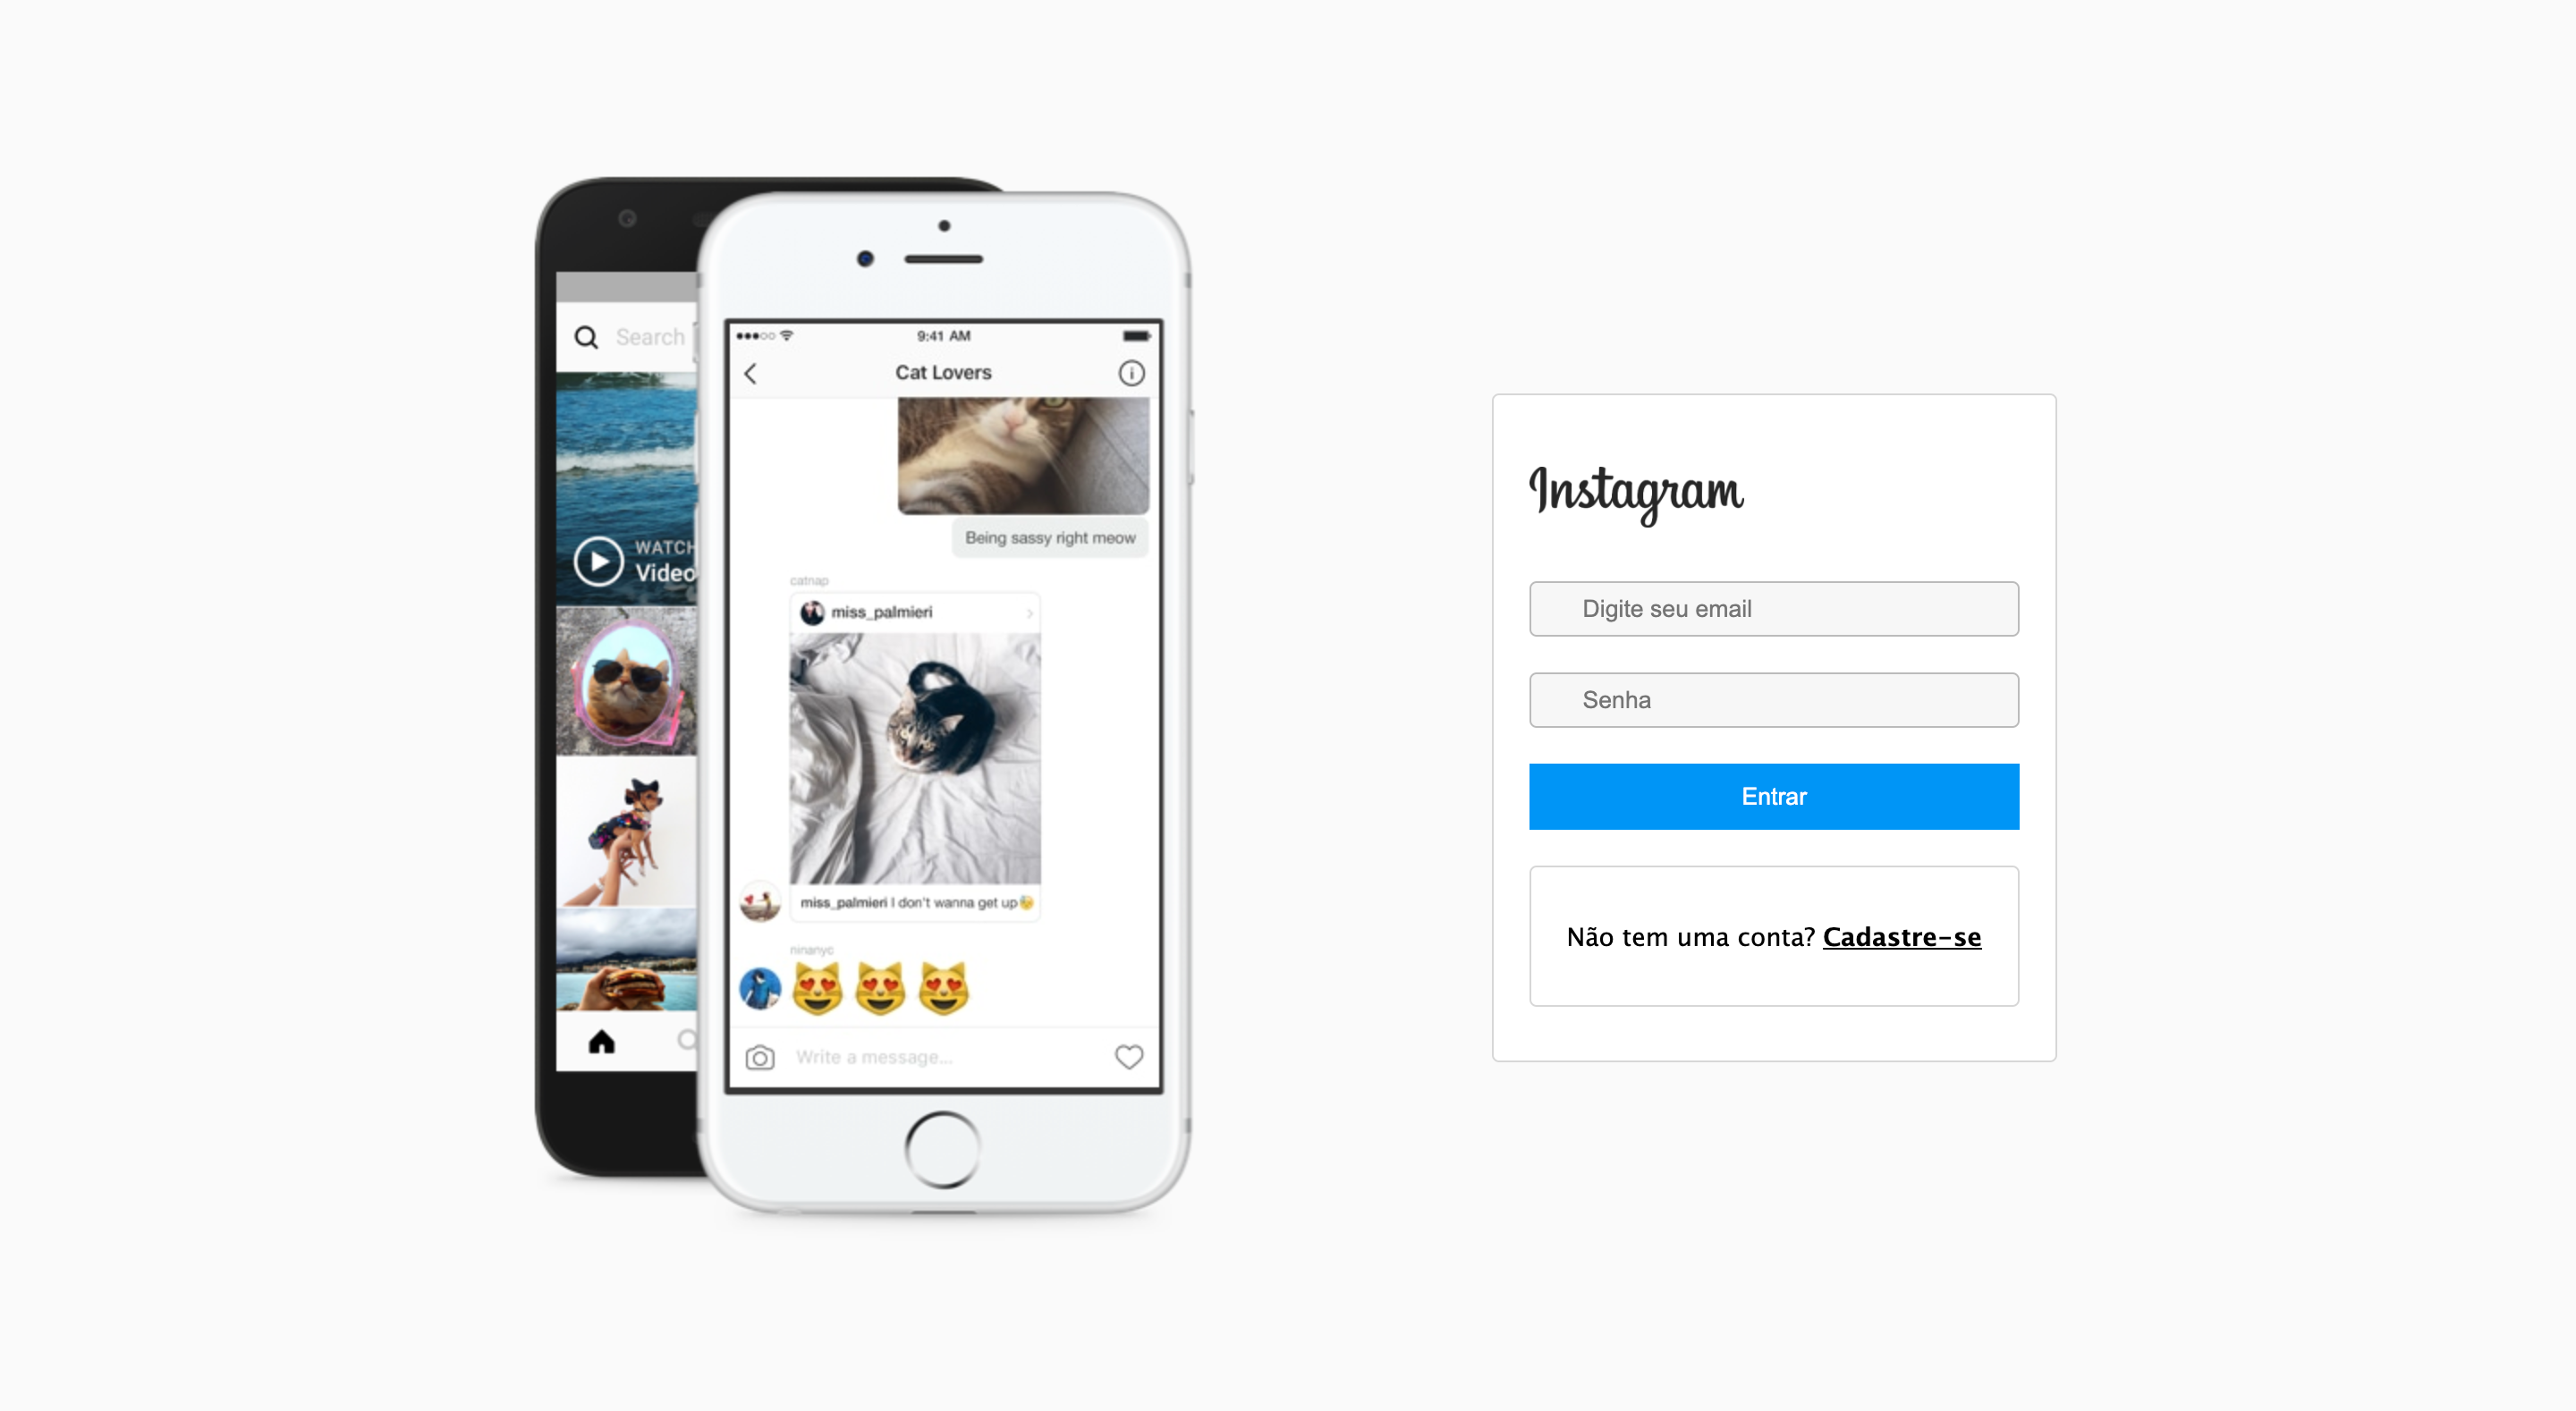 Search
WATCH
Video
9:41 AM
Cat Lovers
Being sassy right meow
catnap
miss_palmieri
miss_palmieri I don't wanna get up😓
ninanyc
😻 😻 😻
Write a message...
Instagram
Digite seu email
Senha
Entrar
Não tem uma conta? Cadastre-se